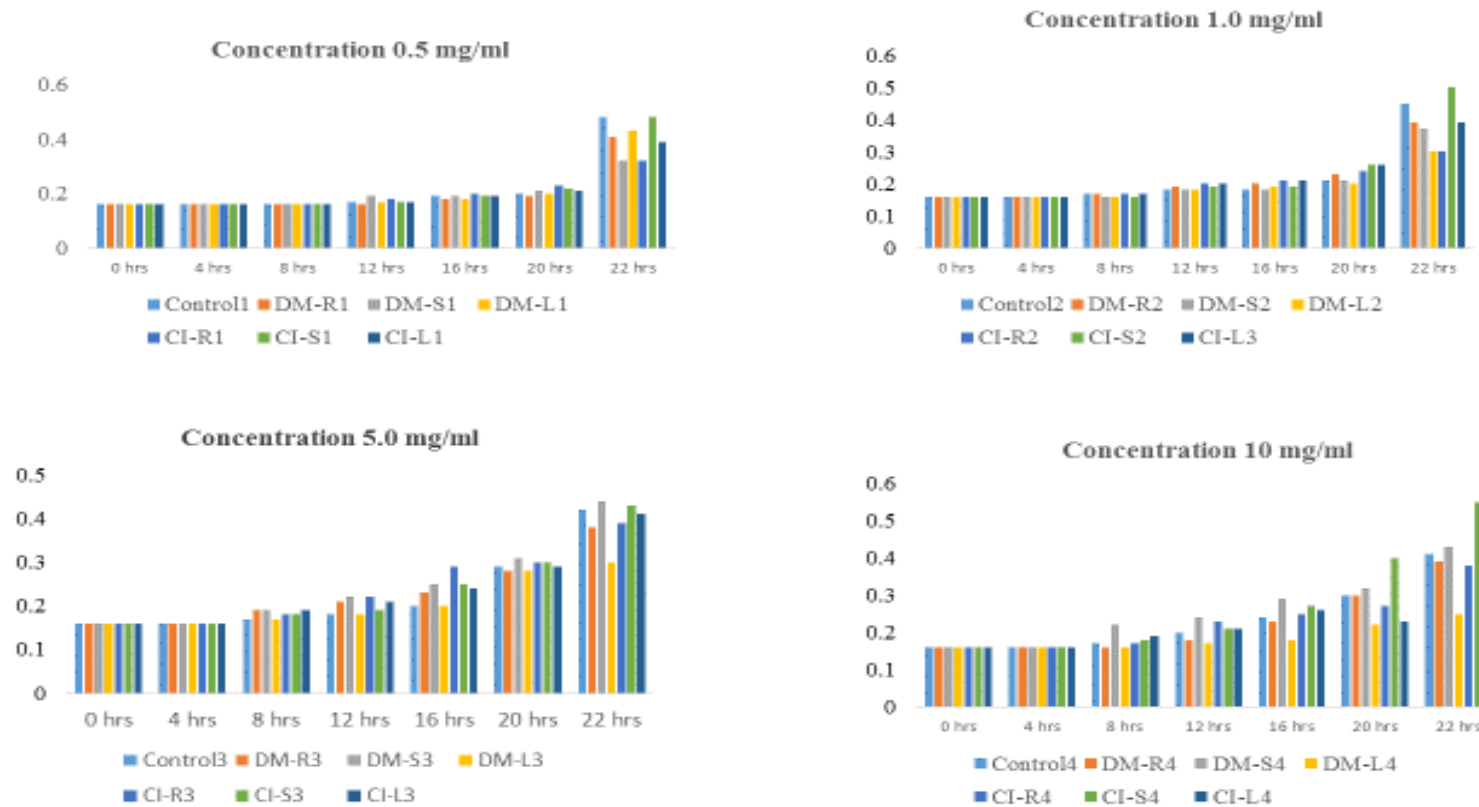 Concentration 0.5 mg/ml
0.6
0.4
0.2
0
0 hrs 4 hrs 8 hrs 12 hrs 16 hrs 20 hrs 22 hrs
Control1 DM-R1 DM-S1 DM-L1
CI-R1 CI-S1 CI-L1
Concentration 1.0 mg/ml
0.6
0.5
0.4
0.3
0.2
0.1
0
0 hrs 4 hrs 8 hrs 12 hrs 16 hrs 20 hrs 22 hrs
Control2 DM-R2 DM-S2 DM-L2
CI-R2 CI-S2 CI-L3
Concentration 5.0 mg/ml
0.5
0.4
0.3
0.2
0.1
0
0 hrs 4 hrs 8 hrs 12 hrs 16 hrs 20 hrs 22 hrs
Control3 DM-R3 DM-S3 DM-L3
CI-R3 CI-S3 CI-L3
Concentration 10 mg/ml
0.6
0.5
0.4
0.3
0.2
0.1
0
0 hrs 4 hrs 8 hrs 12 hrs 16 hrs 20 hrs 22 hrs
Control4 DM-R4 DM-S4 DM-L4
CI-R4 CI-S4 CI-L4